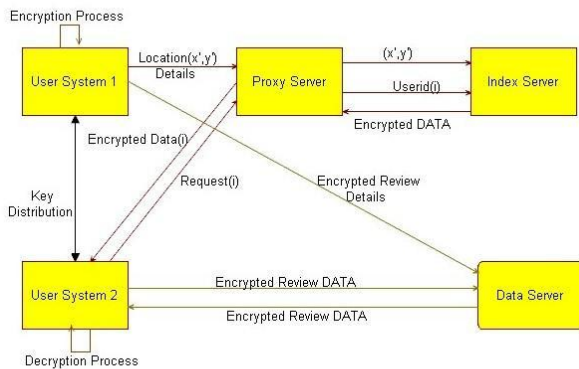 Encryption Process
User System 1
Location(x',y')
Details
Proxy Server
(x',y')
Userid(i)
Encrypted DATA
Index Server
Encrypted Data(i)
Request(i)
Encrypted Review
Details
Key
Distribution
User System 2
Encrypted Review DATA
Encrypted Review DATA
Data Server
Decryption Process